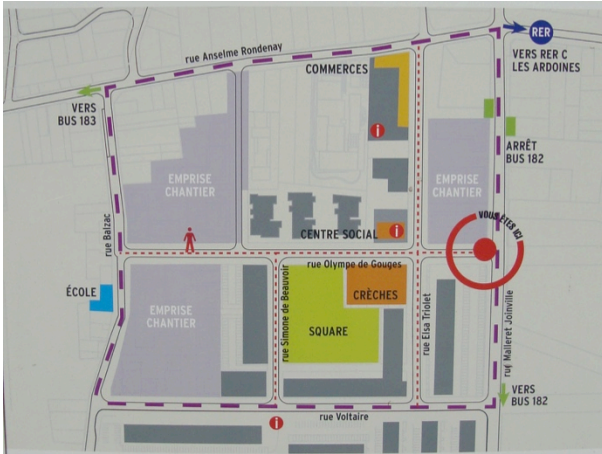 rue Anselme Rondenay
RER
VERS RER C
LES ARDOINES
COMMERCES
VERS
BUS 183
i
ARRÊT
BUS 182
EMPRISE
CHANTIER
EMPRISE
CHANTIER
rue Balzac
CENTRE SOCIAL
i
VOUS ÊTES ICI
rue Olympe de Gouges
ÉCOLE
EMPRISE
CHANTIER
rue Simone de Beauvoir
CRÈCHES
SQUARE
rue Elsa Triolet
rue Malleret Joinville
VERS
BUS 182
rue Voltaire
i